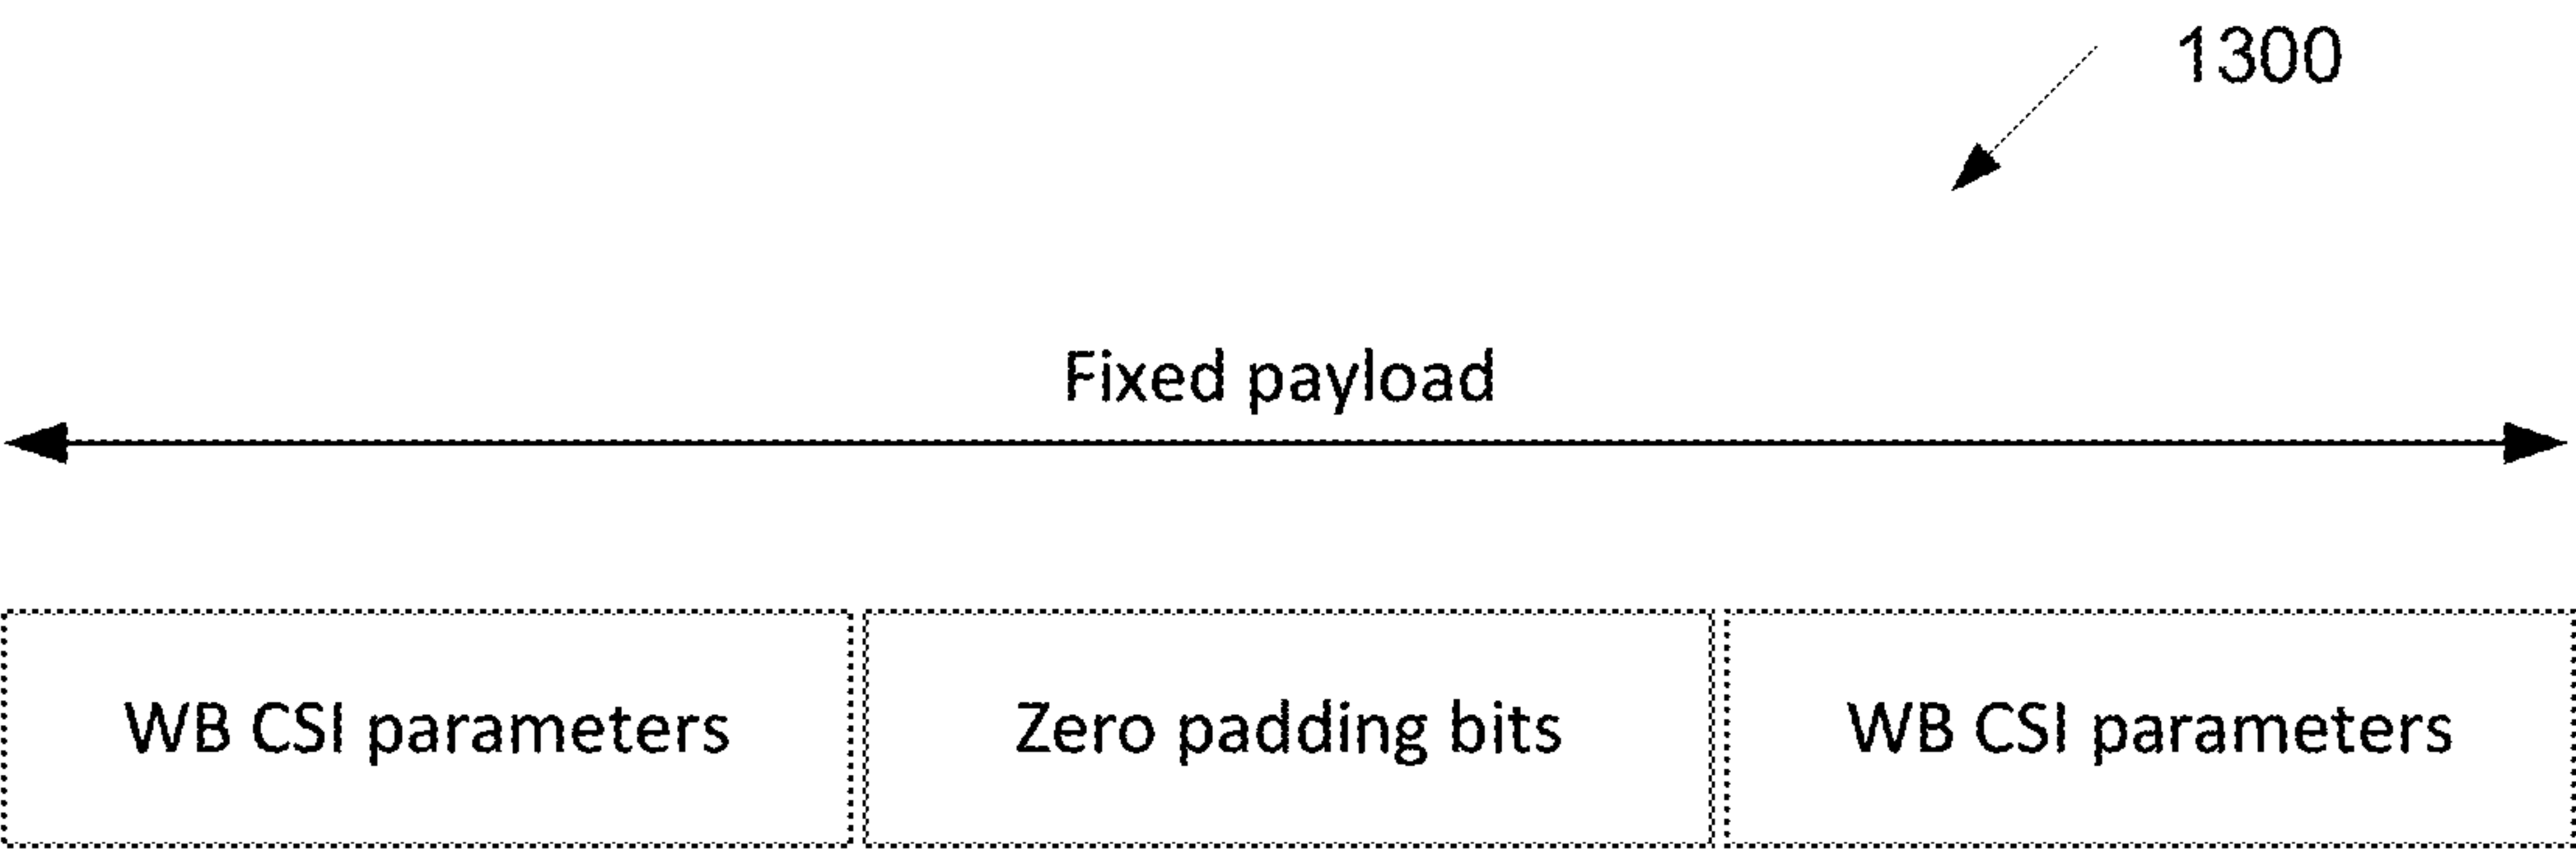 1300
Fixed payload
WB CSI parameters
Zero padding bits
WB CSI parameters